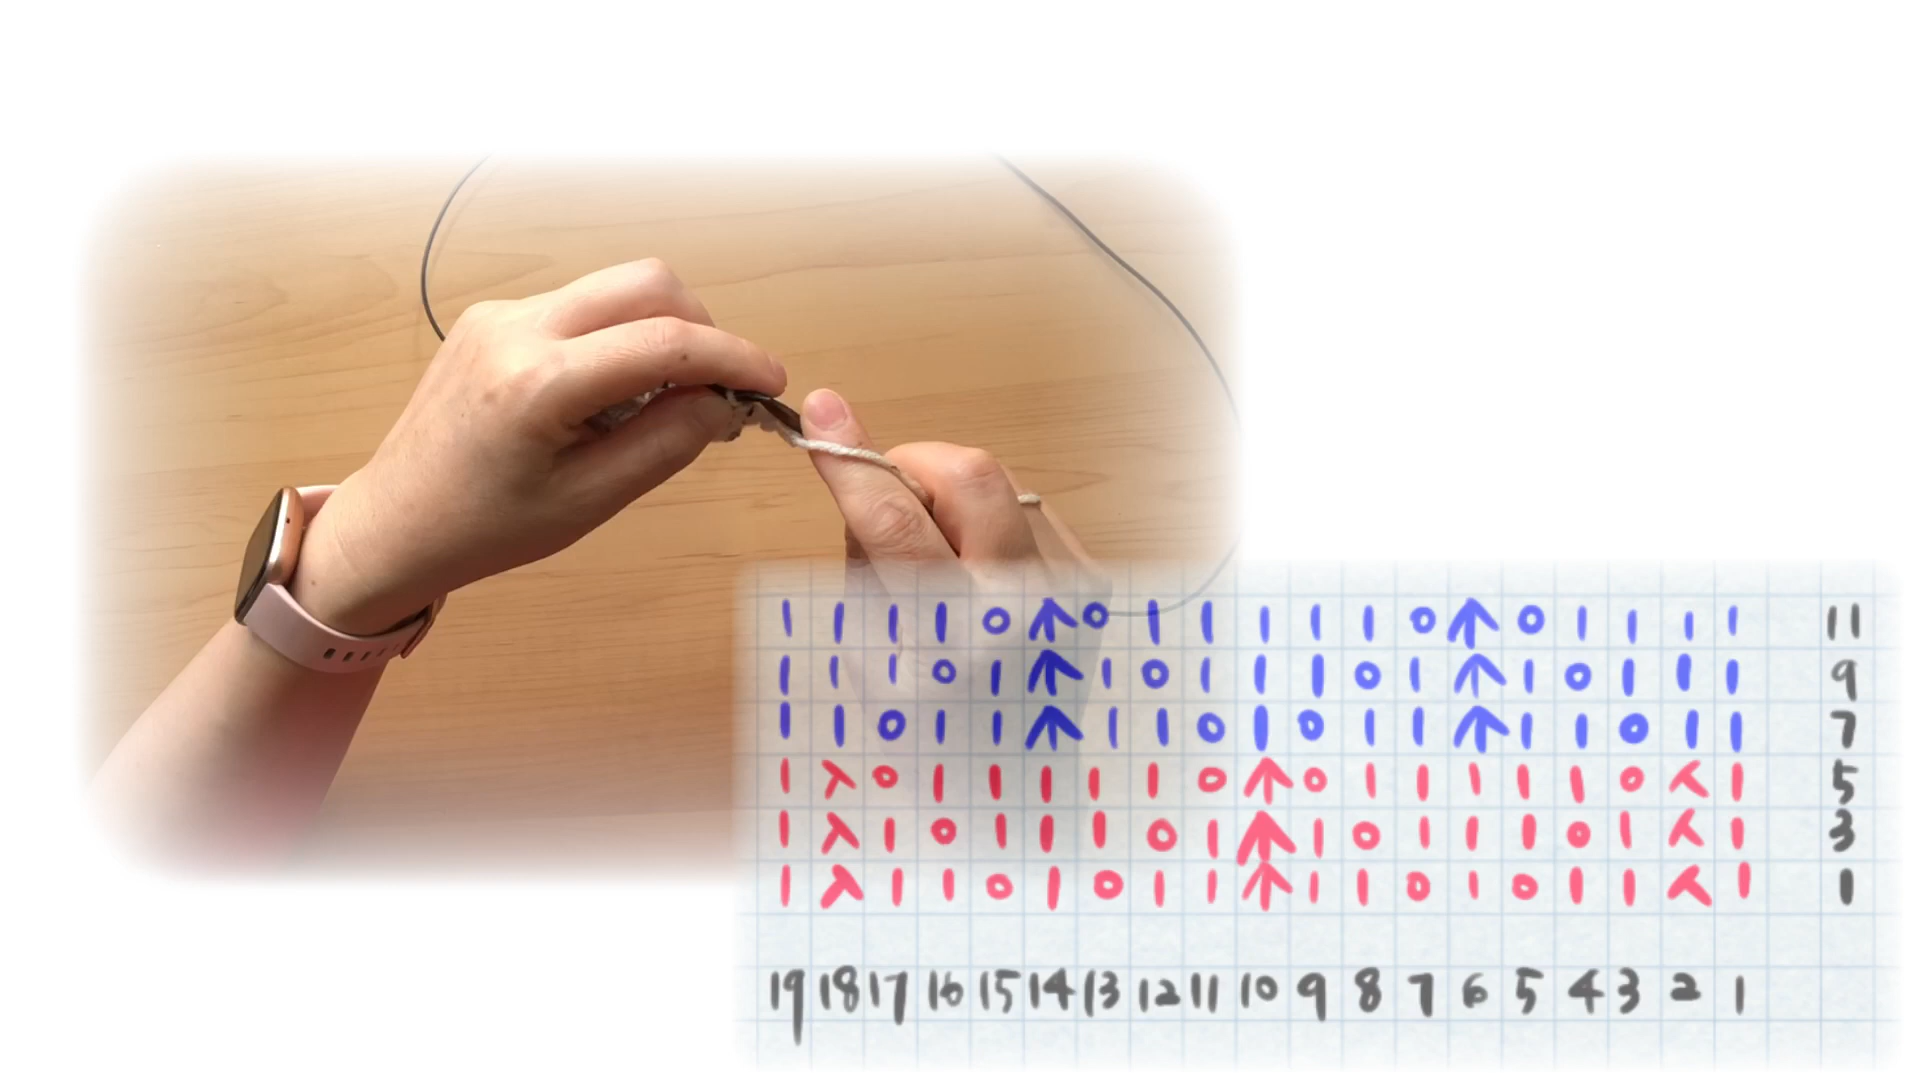 I I I I O ↑ O I I I I I O ↑ O I I I I 11
I I I O I ↑ I O I I I O I ↑ I O I I I 9
I I O I I ↑ I I O I O I I ↑ I I O I I 7
I ⅄ O I I I I I O ↑ O I I I I I O ⅄ I 5
I ⅄ I O I I I O I ↑ I O I I I O I ⅄ I 3
I ⅄ I I O I O I I ↑ I I O I O I I ⅄ I 1
19 18 17 16 15 14 13 12 11 10 9 8 7 6 5 4 3 2 1